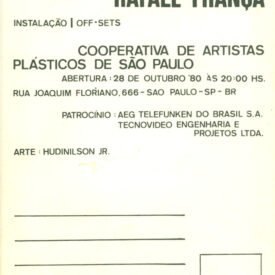 RAFAEL FRANÇA
INSTALAÇÃO | OFF-SETS
COOPERATIVA DE ARTISTAS
PLÁSTICOS DE SÃO PAULO
ABERTURA : 28 DE OUTUBRO '80 ÀS 20:00 HS.
RUA JOAQUIM FLORIANO, 666 - SAO PAULO - SP - BR
PATROCÍNIO : AEG TELEFUNKEN DO BRASIL S.A.
TECNOVIDEO ENGENHARIA E
PROJETOS LTDA.
ARTE : HUDINILSON JR.